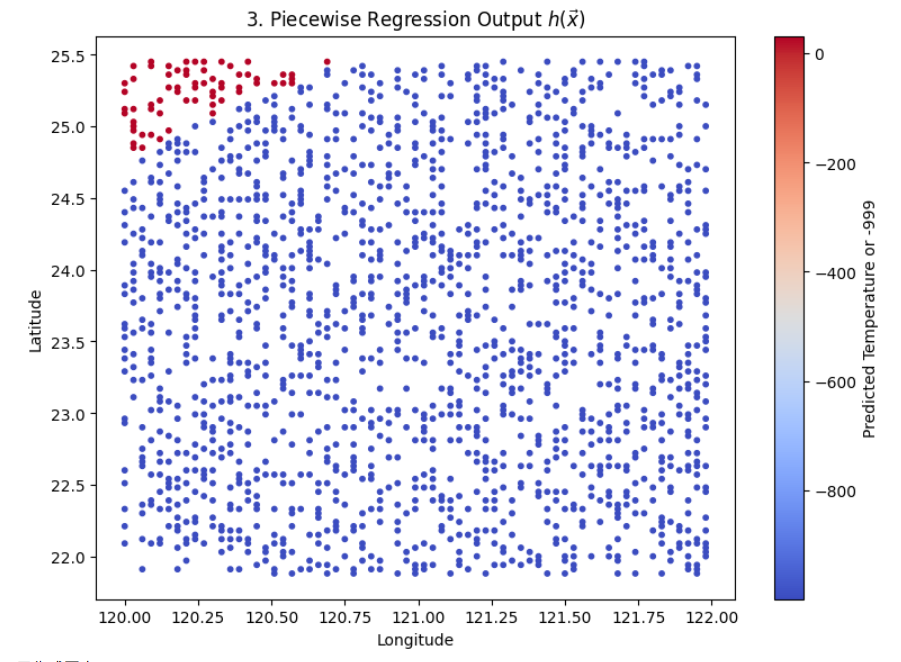 3. Piecewise Regression Output $h(\vec{x})$
25.5
25.0
24.5
24.0
23.5
23.0
22.5
22.0
Latitude
120.00 120.25 120.50 120.75 121.00 121.25 121.50 121.75 122.00
Longitude
0
−200
−400
−600
−800
Predicted Temperature or -999